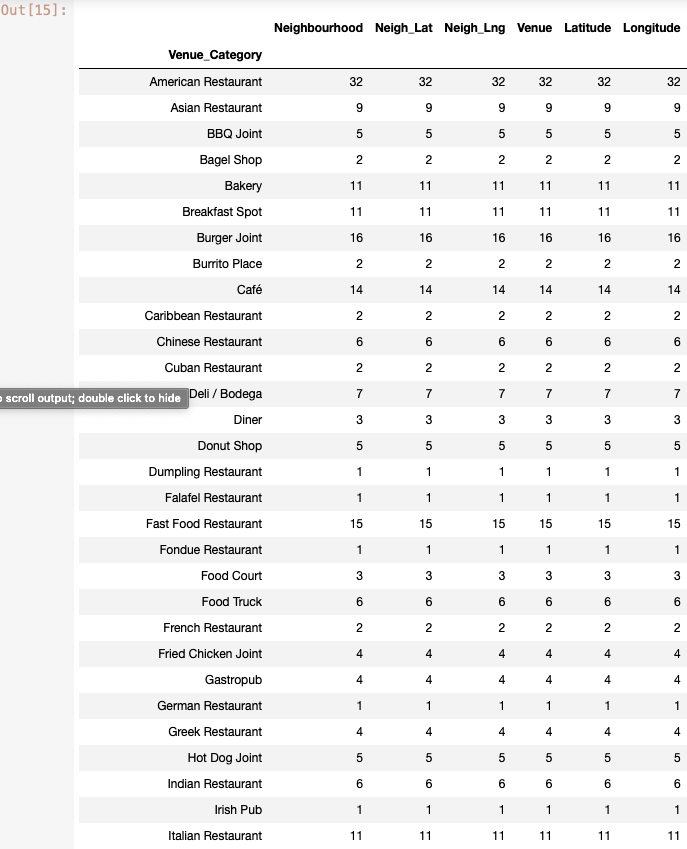 Out[15]:
Neighbourhood Neigh_Lat Neigh_Lng Venue Latitude Longitude
Venue_Category
American Restaurant 32 32 32 32 32 32
Asian Restaurant 9 9 9 9 9 9
BBQ Joint 5 5 5 5 5 5
Bagel Shop 2 2 2 2 2 2
Bakery 11 11 11 11 11 11
Breakfast Spot 11 11 11 11 11 11
Burger Joint 16 16 16 16 16 16
Burrito Place 2 2 2 2 2 2
Café 14 14 14 14 14 14
Caribbean Restaurant 2 2 2 2 2 2
Chinese Restaurant 6 6 6 6 6 6
Cuban Restaurant 2 2 2 2 2 2
scroll output; double click to hide
Deli / Bodega 7 7 7 7 7 7
Diner 3 3 3 3 3 3
Donut Shop 5 5 5 5 5 5
Dumpling Restaurant 1 1 1 1 1 1
Falafel Restaurant 1 1 1 1 1 1
Fast Food Restaurant 15 15 15 15 15 15
Fondue Restaurant 1 1 1 1 1 1
Food Court 3 3 3 3 3 3
Food Truck 6 6 6 6 6 6
French Restaurant 2 2 2 2 2 2
Fried Chicken Joint 4 4 4 4 4 4
Gastropub 4 4 4 4 4 4
German Restaurant 1 1 1 1 1 1
Greek Restaurant 4 4 4 4 4 4
Hot Dog Joint 5 5 5 5 5 5
Indian Restaurant 6 6 6 6 6 6
Irish Pub 1 1 1 1 1 1
Italian Restaurant 11 11 11 11 11 11